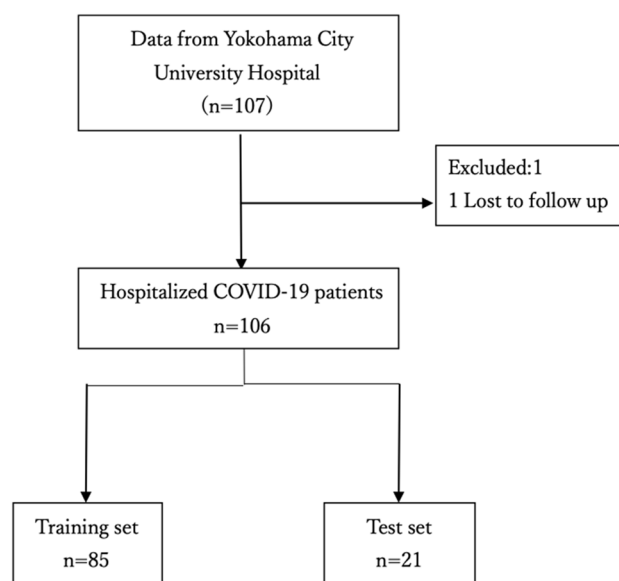 Data from Yokohama City
University Hospital
(n=107)
Excluded:1
1 Lost to follow up
Hospitalized COVID-19 patients
n=106
Training set
n=85
Test set
n=21